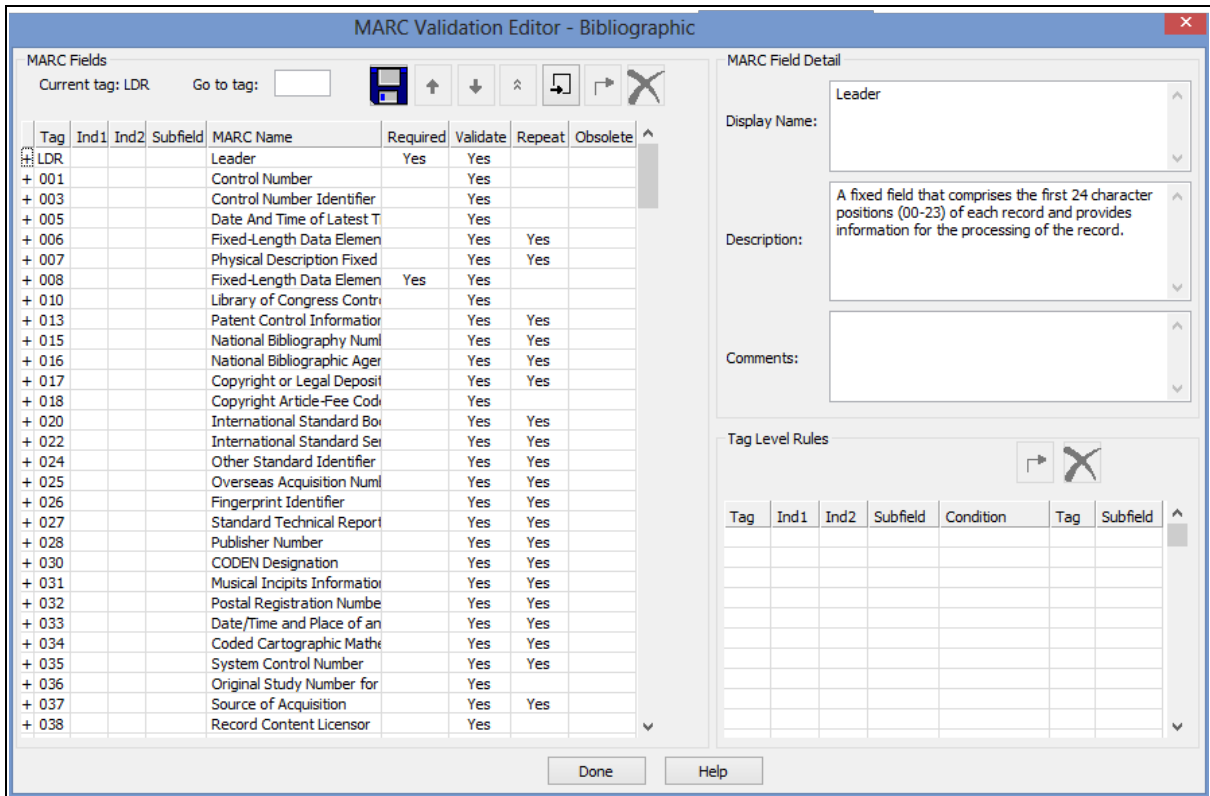 MARC Validation Editor - Bibliographic
MARC Fields
Current tag: LDR Go to tag:
Tag Ind1 Ind2 Subfield MARC Name Required Validate Repeat Obsolete
+ LDR Leader Yes Yes
+ 001 Control Number Yes
+ 003 Control Number Identifier Yes
+ 005 Date And Time of Latest T Yes
+ 006 Fixed-Length Data Elemen Yes Yes
+ 007 Physical Description Fixed Yes Yes
+ 008 Fixed-Length Data Elemen Yes Yes
+ 010 Library of Congress Contr Yes
+ 013 Patent Control Information Yes Yes
+ 015 National Bibliography Numb Yes Yes
+ 016 National Bibliographic Agen Yes Yes
+ 017 Copyright or Legal Deposit Yes Yes
+ 018 Copyright Article-Fee Code Yes
+ 020 International Standard Boo Yes Yes
+ 022 International Standard Ser Yes Yes
+ 024 Other Standard Identifier Yes Yes
+ 025 Overseas Acquisition Numb Yes Yes
+ 026 Fingerprint Identifier Yes Yes
+ 027 Standard Technical Report Yes Yes
+ 028 Publisher Number Yes Yes
+ 030 CODEN Designation Yes Yes
+ 031 Musical Incipits Information Yes Yes
+ 032 Postal Registration Numbe Yes Yes
+ 033 Date/Time and Place of an Yes Yes
+ 034 Coded Cartographic Mathe Yes Yes
+ 035 System Control Number Yes Yes
+ 036 Original Study Number for Yes
+ 037 Source of Acquisition Yes Yes
+ 038 Record Content Licensor Yes
MARC Field Detail
Display Name:
Leader
Description:
A fixed field that comprises the first 24 character
positions (00-23) of each record and provides
information for the processing of the record.
Comments:
Tag Level Rules
Tag Ind1 Ind2 Subfield Condition Tag Subfield
Done Help